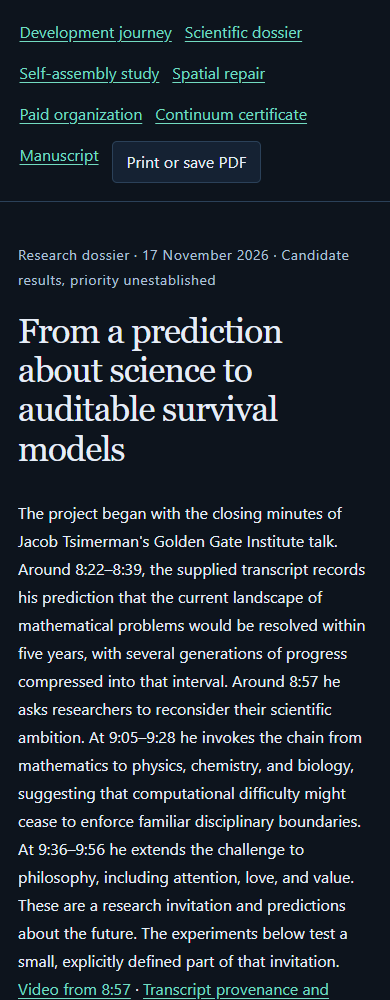 Development journey Scientific dossier
Self-assembly study Spatial repair
Paid organization Continuum certificate
Manuscript Print or save PDF
Research dossier · 17 November 2026 · Candidate
results, priority unestablished
From a prediction
about science to
auditable survival
models
The project began with the closing minutes of
Jacob Tsimerman's Golden Gate Institute talk.
Around 8:22–8:39, the supplied transcript records
his prediction that the current landscape of
mathematical problems would be resolved within
five years, with several generations of progress
compressed into that interval. Around 8:57 he
asks researchers to reconsider their scientific
ambition. At 9:05–9:28 he invokes the chain from
mathematics to physics, chemistry, and biology,
suggesting that computational difficulty might
cease to enforce familiar disciplinary boundaries.
At 9:36–9:56 he extends the challenge to
philosophy, including attention, love, and value.
These are a research invitation and predictions
about the future. The experiments below test a
small, explicitly defined part of that invitation.
Video from 8:57 · Transcript provenance and